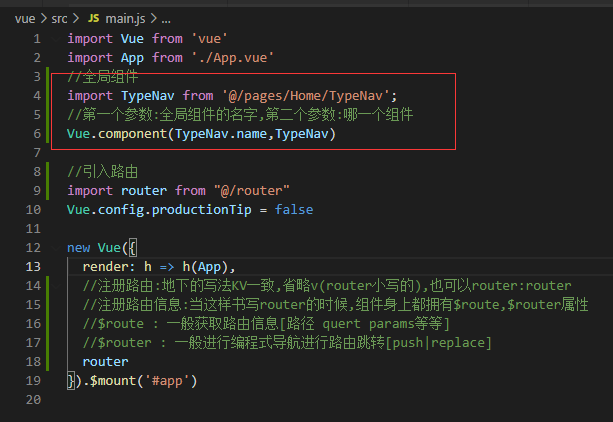 vue > src > JS main.js > ...
1 import Vue from 'vue'
2 import App from './App.vue'
3 //全局组件
4 import TypeNav from '@/pages/Home/TypeNav';
5 //第一个参数:全局组件的名字,第二个参数:哪一个组件
6 Vue.component(TypeNav.name,TypeNav)
7
8 //引入路由
9 import router from "@/router"
10 Vue.config.productionTip = false
11
12 new Vue({
13 render: h => h(App),
14 //注册路由:地下的写法KV一致,省略v(router小写的),也可以router:router
15 //注册路由信息:当这样书写router的时候,组件身上都拥有$route,$router属性
16 //$route : 一般获取路由信息[路径 quert params等等]
17 //$router : 一般进行编程式导航进行路由跳转[push|replace]
18 router
19 }).$mount('#app')
20